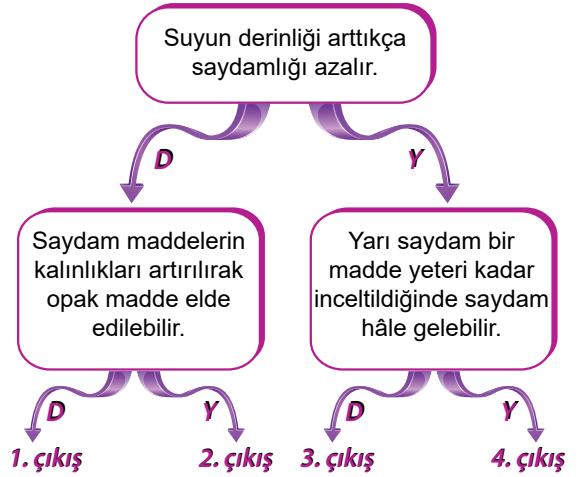 Suyun derinliği arttıkça
saydamlığı azalır.
D
Y
Saydam maddelerin
kalınlıkları artırılırak
opak madde elde
edilebilir.
Yarı saydam bir
madde yeteri kadar
inceltildiğinde saydam
hâle gelebilir.
D
Y
D
Y
1. çıkış
2. çıkış
3. çıkış
4. çıkış